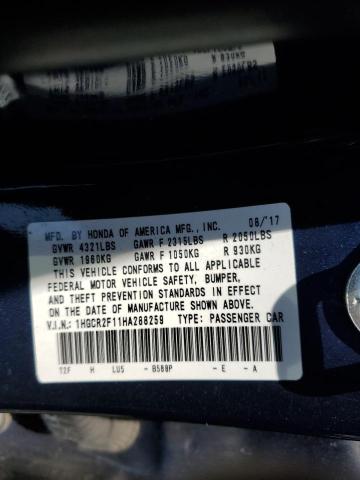 MFD. BY HONDA OF AMERICA MFG., INC. 08/'17
GVWR 4321LBS GAWR F 2315LBS R 2050LBS
GVWR 1960KG GAWR F 1050KG R 930KG
THIS VEHICLE CONFORMS TO ALL APPLICABLE
FEDERAL MOTOR VEHICLE SAFETY, BUMPER,
AND THEFT PREVENTION STANDARDS IN EFFECT
ON THE DATE OF MANUFACTURE SHOWN ABOVE.
V.I.N.: 1HGCR2F11HA286259 TYPE: PASSENGER CAR
T2F H LU5 - B588P - E - A